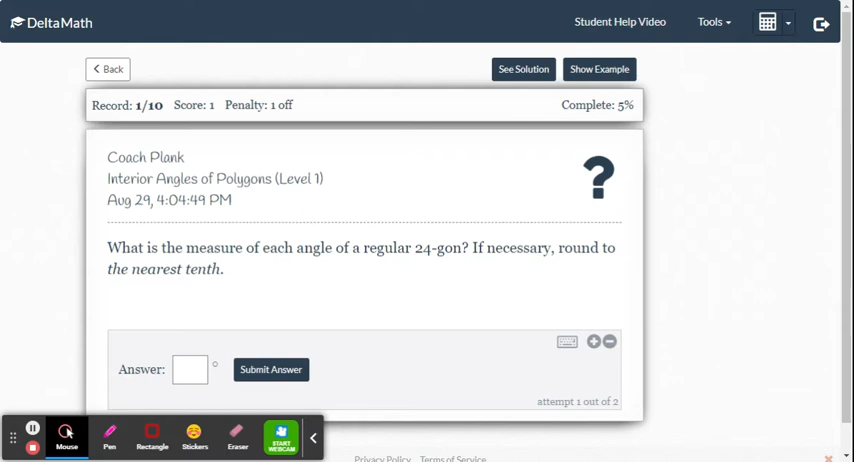 DeltaMath
Student Help Video
Tools
Back
See Solution
Show Example
Record: 1/10 Score: 1 Penalty: 1 off
Complete: 5%
Coach Plank
Interior Angles of Polygons (Level 1)
Aug 29, 4:04:49 PM
?
What is the measure of each angle of a regular 24-gon? If necessary, round to
the nearest tenth.
Answer: °
Submit Answer
attempt 1 out of 2
Mouse
Pen
Rectangle
Stickers
Eraser
START
WEBCAM
Privacy Policy Terms of Service